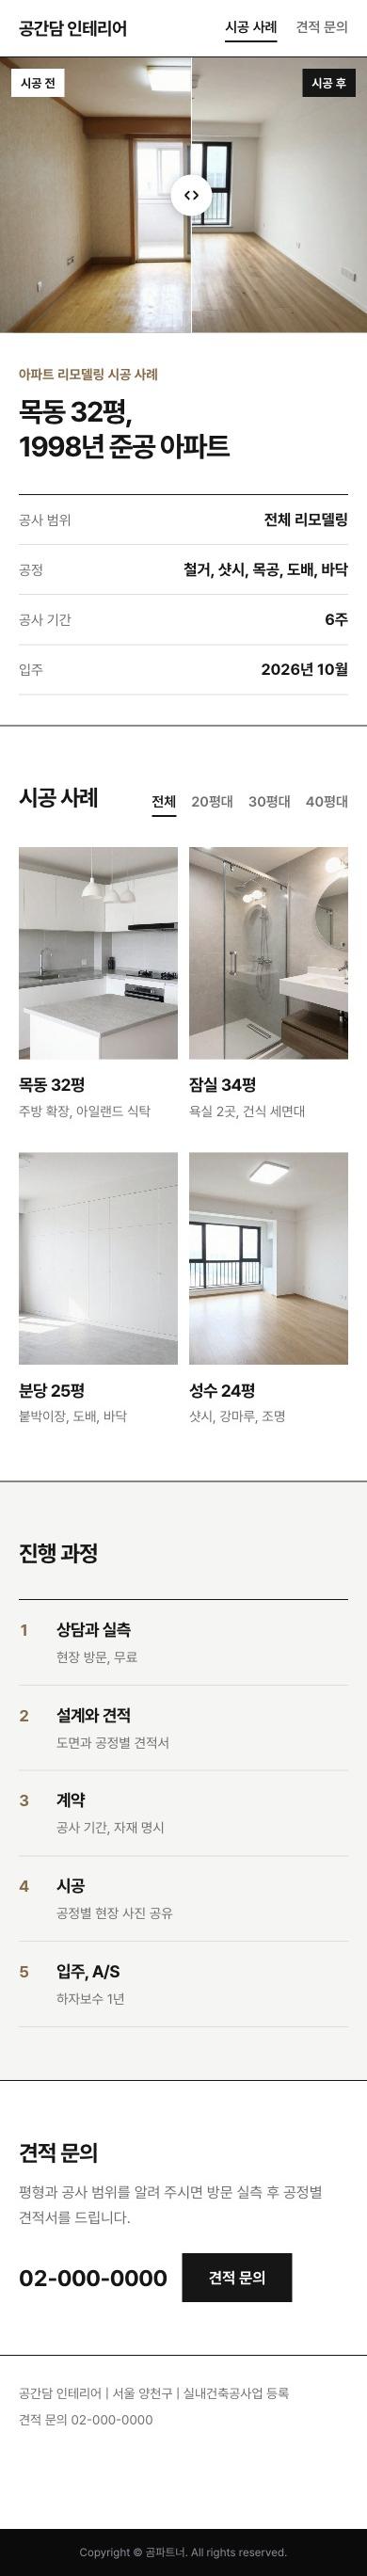 공간담 인테리어
시공 사례 견적 문의
시공 전
시공 후
아파트 리모델링 시공 사례
목동 32평,
1998년 준공 아파트
공사 범위 전체 리모델링
공정 철거, 샷시, 목공, 도배, 바닥
공사 기간 6주
입주 2026년 10월
시공 사례
전체 20평대 30평대 40평대
목동 32평
주방 확장, 아일랜드 식탁
잠실 34평
욕실 2곳, 건식 세면대
분당 25평
붙박이장, 도배, 바닥
성수 24평
샷시, 강마루, 조명
진행 과정
1 상담과 실측
현장 방문, 무료
2 설계와 견적
도면과 공정별 견적서
3 계약
공사 기간, 자재 명시
4 시공
공정별 현장 사진 공유
5 입주, A/S
하자보수 1년
견적 문의
평형과 공사 범위를 알려 주시면 방문 실측 후 공정별
견적서를 드립니다.
02-000-0000 견적 문의
공간담 인테리어 | 서울 양천구 | 실내건축공사업 등록
견적 문의 02-000-0000
Copyright © 곰파트너. All rights reserved.